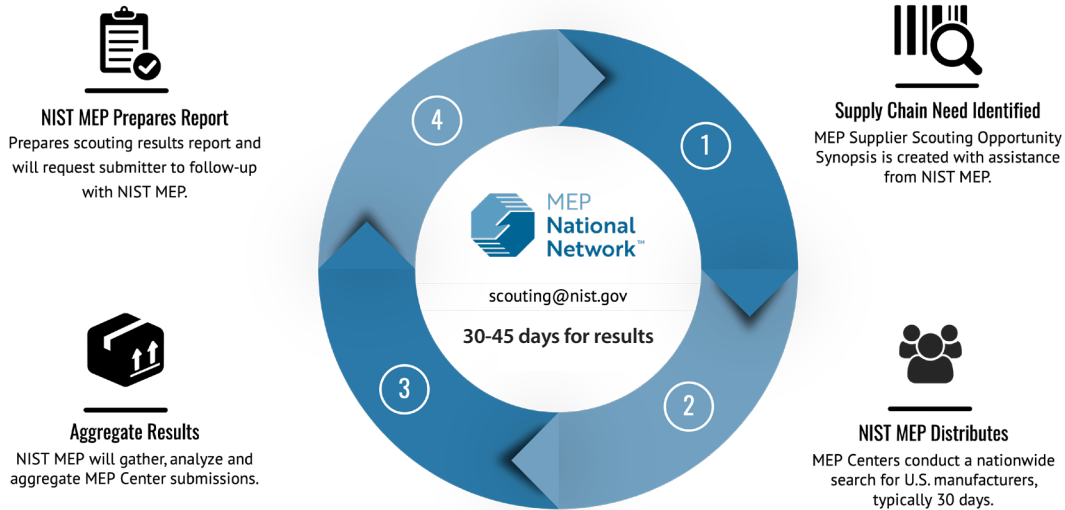 1
Supply Chain Need Identified
MEP Supplier Scouting Opportunity
Synopsis is created with assistance
from NIST MEP.
2
NIST MEP Distributes
MEP Centers conduct a nationwide
search for U.S. manufacturers,
typically 30 days.
3
Aggregate Results
NIST MEP will gather, analyze and
aggregate MEP Center submissions.
4
NIST MEP Prepares Report
Prepares scouting results report and
will request submitter to follow-up
with NIST MEP.
MEP
National
Network™
scouting@nist.gov
30-45 days for results